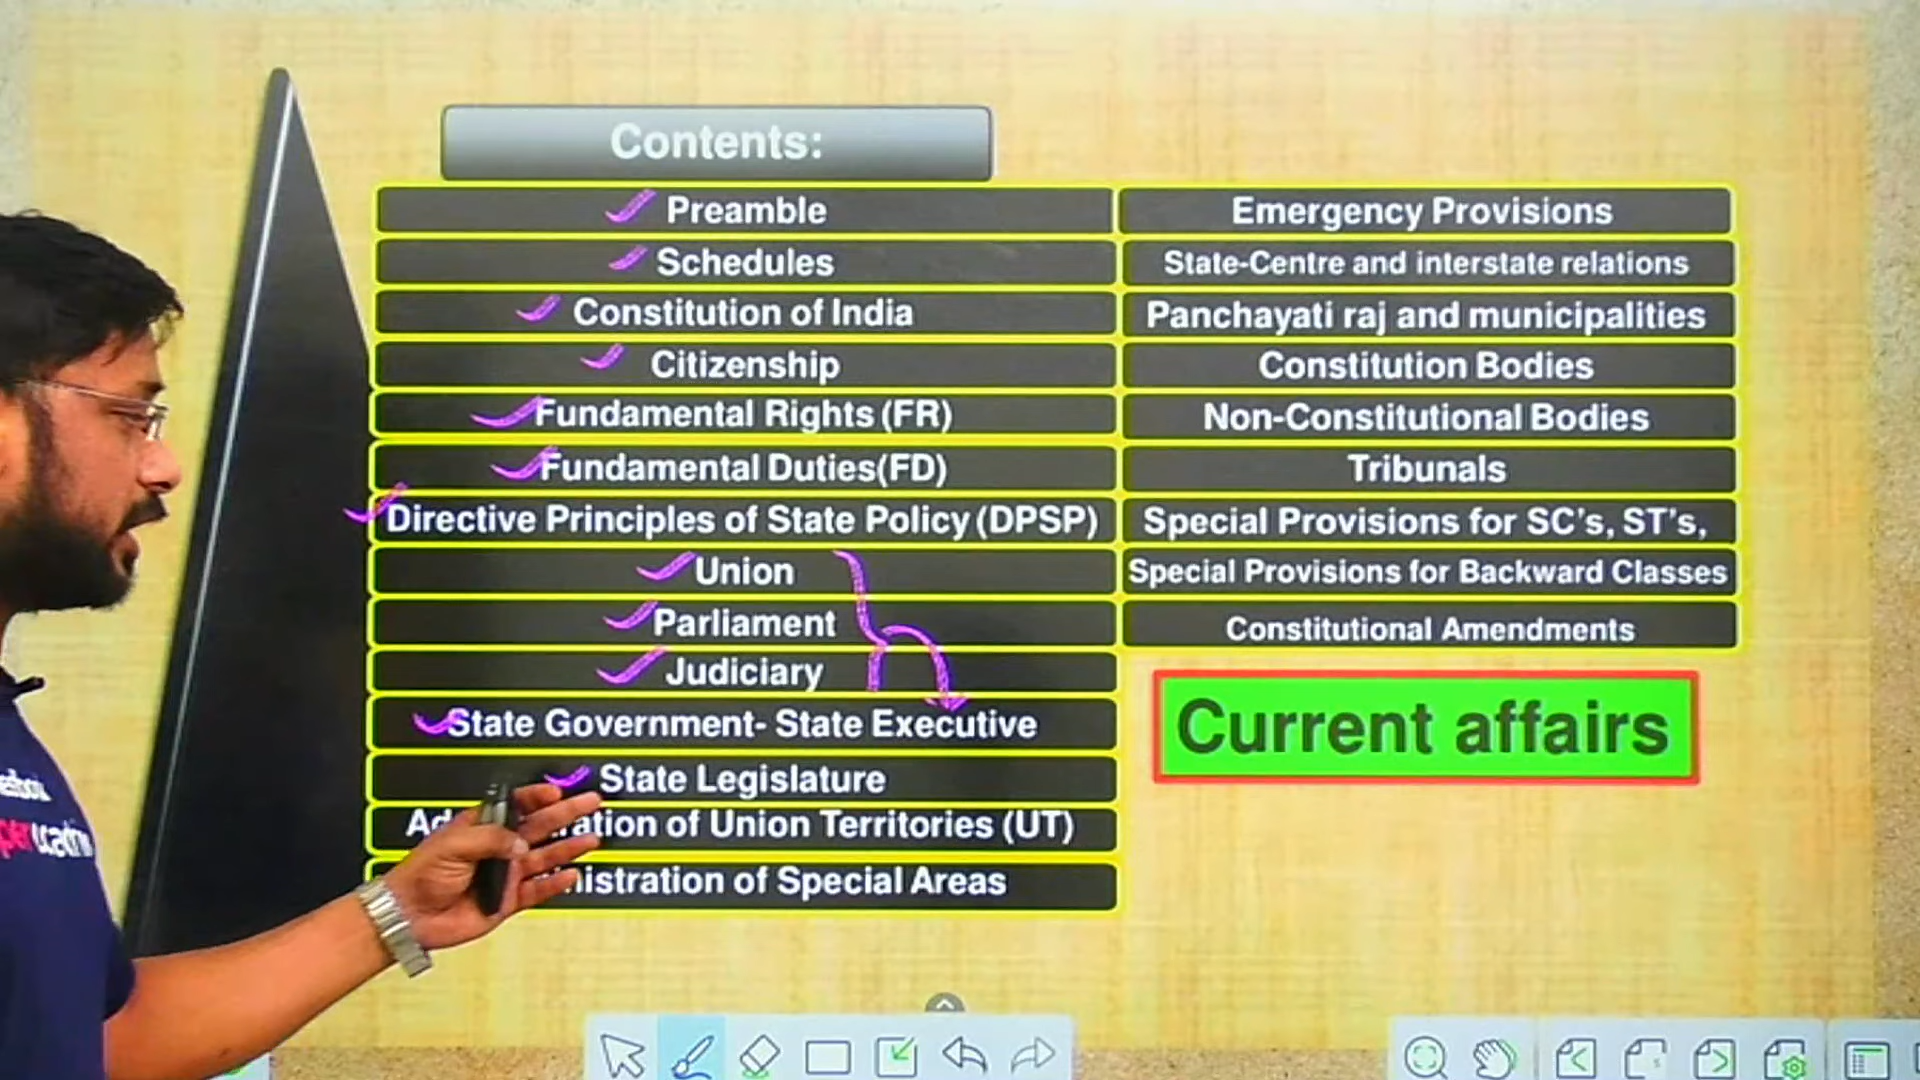 Contents:
Preamble
Schedules
Constitution of India
Citizenship
Fundamental Rights (FR)
Fundamental Duties(FD)
Directive Principles of State Policy (DPSP)
Union
Parliament
Judiciary
State Government- State Executive
State Legislature
of Union Territories (UT)
of Special Areas
Emergency Provisions
State-Centre and interstate relations
Panchayati raj and municipalities
Constitution Bodies
Non-Constitutional Bodies
Tribunals
Special Provisions for SC's, ST's,
Special Provisions for Backward Classes
Constitutional Amendments
Current affairs